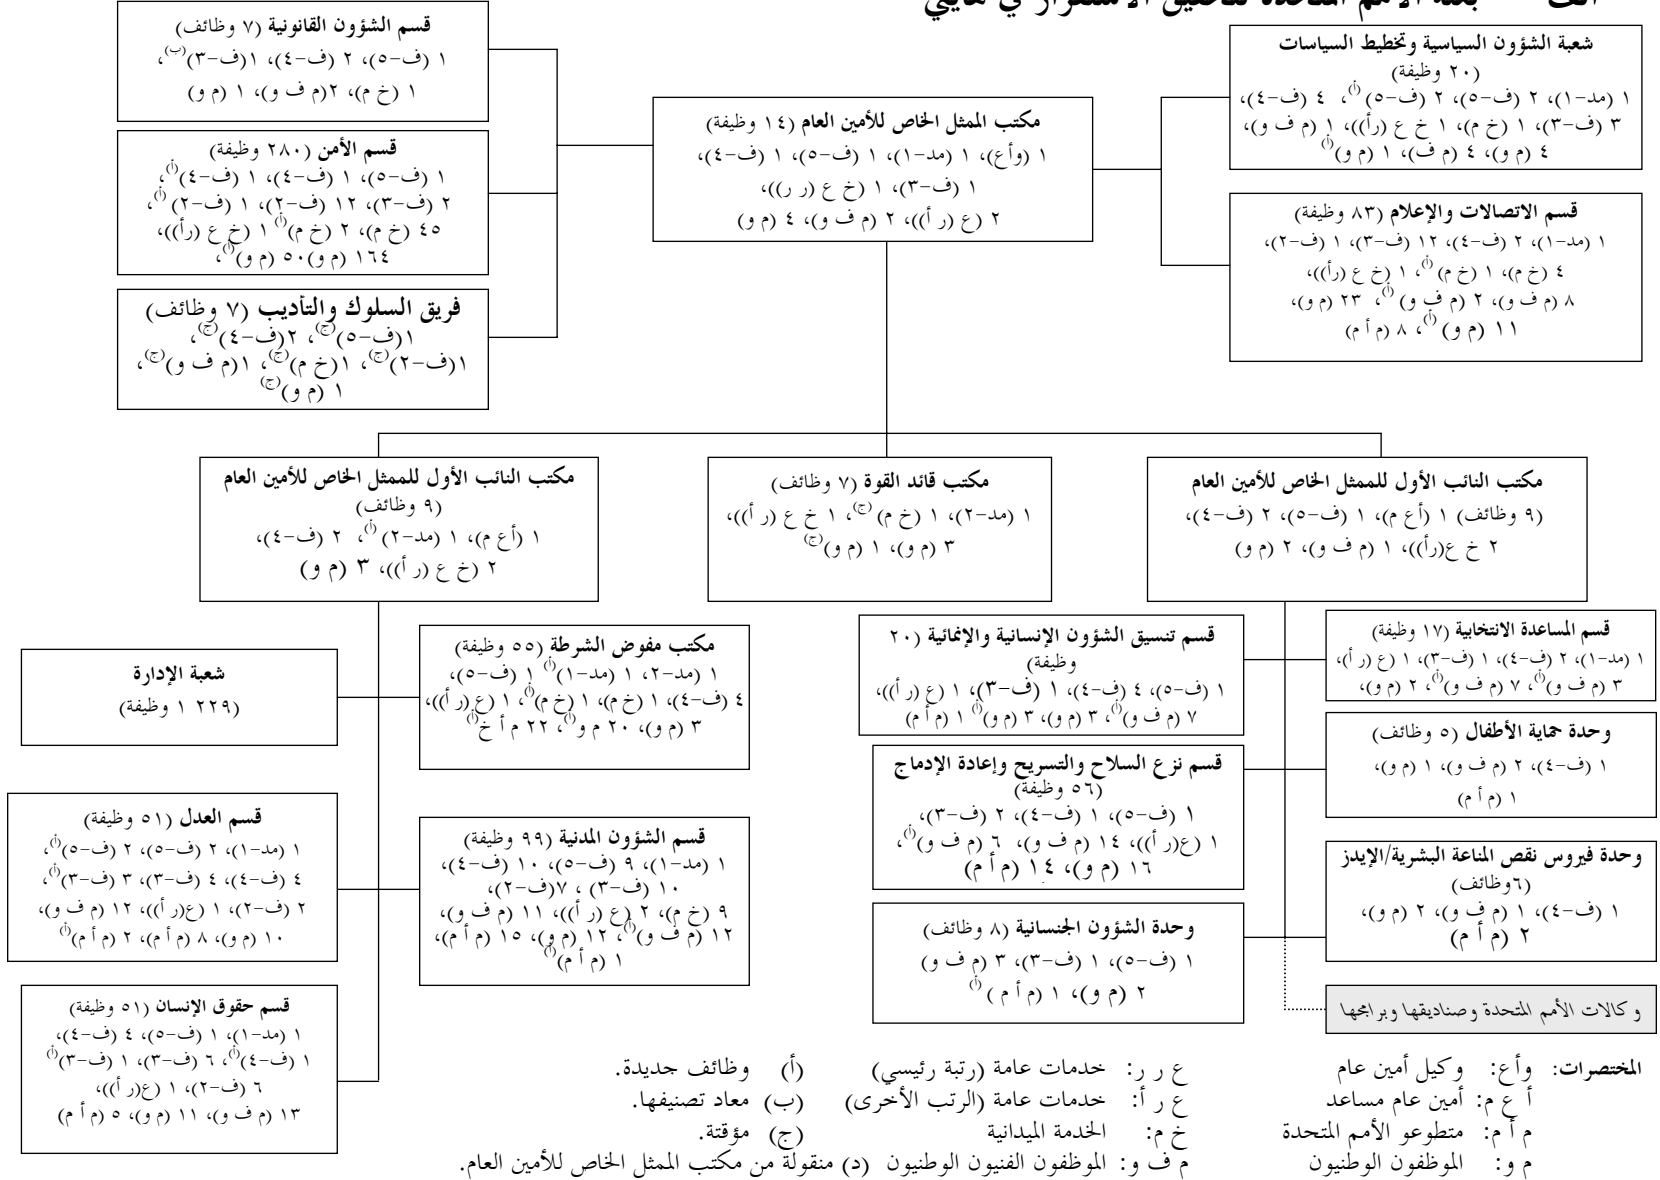 ألف - بعثة الأمم المتحدة لتحقيق الاستقرار في هايتي
شعبة الشؤون السياسية وتخطيط السياسات
(٢٠ وظيفة)
١ (مد-١)، ٢ (ف-٥)، ٢ (ف-٥)(أ)، ٤ (ف-٤)،
٣ (ف-٣)، ١ (خ م)، ١ خ ع (رأ))، ١ (م ف و)،
٤ (م و)، ٤ (م ف)، ١ (م و)(أ)
قسم الاتصالات والإعلام (٨٣ وظيفة)
١ (مد-١)، ٢ (ف-٤)، ١٢ (ف-٣)، ١ (ف-٢)،
٤ (خ م)، ١ (خ م)(أ)، ١ (خ ع (رأ))،
٨ (م ف و)، ٢ (م ف و)(أ)، ٢٣ (م و)،
١١ (م و)(أ)، ٨ (م أ م)
مكتب الممثل الخاص للأمين العام (١٤ وظيفة)
١ (وأع)، ١ (مد-١)، ١ (ف-٥)، ١ (ف-٤)،
١ (ف-٣)، ١ (خ ع (ر ر))،
٢ (ع (ر أ))، ٢ (م ف و)، ٤ (م و)
قسم الشؤون القانونية (٧ وظائف)
١ (ف-٥)، ٢ (ف-٤)، ١(ف-٣)(ب)،
١ (خ م)، ٢(م ف و)، ١ (م و)
قسم الأمن (٢٨٠ وظيفة)
١ (ف-٥)، ١ (ف-٤)، ١ (ف-٤)(أ)،
٢ (ف-٣)، ١٢ (ف-٢)، ١ (ف-٢)(أ)،
٤٥ (خ م)، ٢ (خ م)(أ) ١ (خ ع (رأ))،
١٦٤ (م و)٥٠ (م و)(أ)،
فريق السلوك والتأديب (٧ وظائف)
١(ف-٥)(ج)، ٢(ف-٤)(ج)،
١(ف-٢)(ج)، ١(خ م)(ج)، ١(م ف و)(ج)،
١ (م و)(ج)
مكتب النائب الأول للممثل الخاص للأمين العام
(٩ وظائف) ١ (أع م)، ١ (ف-٥)، ٢ (ف-٤)،
٢ خ ع(رأ))، ١ (م ف و)، ٢ (م و)
مكتب قائد القوة (٧ وظائف)
١ (مد-٢)، ١ (خ م)(ج)، ١ خ ع (ر أ))،
٣ (م و)، ١ (م و)(ج)
مكتب النائب الأول للممثل الخاص للأمين العام
(٩ وظائف)
١ (أع م)، ١ (مد-٢)(أ)، ٢ (ف-٤)،
٢ (خ ع (ر أ))، ٣ (م و)
قسم المساعدة الانتخابية (١٧ وظيفة)
١ (مد-١)، ٢ (ف-٤)، ١ (ف-٣)، ١ (ع (ر أ)،
٣ (م ف و)(أ)، ٧ (م ف و)(أ)، ٢ (م و)،
وحدة حماية الأطفال (٥ وظائف)
١ (ف-٤)، ٢ (م ف و)، ١ (م و)،
١ (م أ م)
وحدة فيروس نقص المناعة البشرية/الإيدز
(٦وظائف)
١ (ف-٤)، ١ (م ف و)، ٢ (م و)،
٢ (م أ م)
وكالات الأمم المتحدة وصناديقها وبرامجها
قسم تنسيق الشؤون الإنسانية والإنمائية (٢٠
وظيفة)
١ (ف-٥)، ٤ (ف-٤)، ١ (ف-٣)، ١ (ع (ر أ))،
٧ (م ف و)(أ)، ٣ (م و)، ٣ (م و)(أ) ١ (م أ م)
قسم نزع السلاح والتسريح وإعادة الإدماج
(٥٦ وظيفة)
١ (ف-٥)، ١ (ف-٤)، ٢ (ف-٣)،
١ (ع(ر أ))، ١٤ (م ف و)، ٦ (م ف و)(أ)،
١٦ (م و)، ١٤ (م أ م)
وحدة الشؤون الجنسانية (٨ وظائف)
١ (ف-٥)، ١ (ف-٣)، ٣ (م ف و)
٢ (م و)، ١ (م أ م)(أ)
مكتب مفوض الشرطة (٥٥ وظيفة)
١ (مد-٢، ١ (مد-١)(أ) ١ (ف-٥)،
٤ (ف-٤)، ١ (خ م)، ١ (خ م)(أ)، ١ (ع (ر أ))،
٣ (م و)، ٢٠ م و(أ)، ٢٢ م أ خ(أ)
قسم الشؤون المدنية (٩٩ وظيفة)
١ (مد-١)، ٩ (ف-٥)، ١٠ (ف-٤)،
١٠ (ف-٣) ، ٧(ف-٢)،
٩ (خ م)، ٢ (ع (ر أ))، ١١ (م ف و)،
١٢ (م ف و)(أ)، ١٢ (م و)، ١٥ (م أ م)،
١ (م أ م)(أ)
شعبة الإدارة
(٢٢٩ ١ وظيفة)
قسم العدل (٥١ وظيفة)
١ (مد-١)، ٢ (ف-٥)، ٢ (ف-٥)(أ)،
٤ (ف-٤)، ٤ (ف-٣)، ٣ (ف-٣)(أ)،
٢ (ف-٢)، ١ (ع(ر أ))، ١٢ (م ف و)،
١٠ (م و)، ٨ (م أ م)، ٢ (م أ م)(أ)
قسم حقوق الإنسان (٥١ وظيفة)
١ (مد-١)، ١ (ف-٥)، ٤ (ف-٤)،
١ (ف-٤)(أ)، ٦ (ف-٣)، ١ (ف-٣)(أ)
٦ (ف-٢)، ١ (ع(ر أ))،
١٣ (م ف و)، ١١ (م و)، ٥ (م أ م)
المختصرات: وأع: وكيل أمين عام ع ر ر: خدمات عامة (رتبة رئيسي) (أ) وظائف جديدة.
أ ع م: أمين عام مساعد ع ر أ: خدمات عامة (الرتب الأخرى) (ب) معاد تصنيفها.
م أ م: متطوعو الأمم المتحدة خ م: الخدمة الميدانية (ج) مؤقتة.
م و: الموظفون الوطنيون م ف و: الموظفون الفنيون الوطنيون (د) منقولة من مكتب الممثل الخاص للأمين العام.